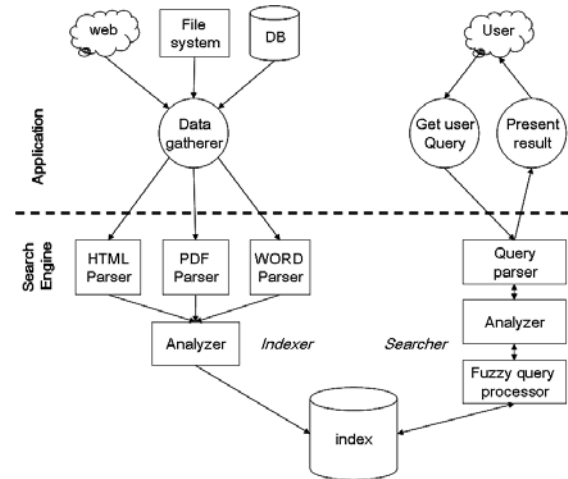 web
File
system
DB
User
Data
gatherer
Get user
Query
Present
result
Application
Search
Engine
HTML
Parser
PDF
Parser
WORD
Parser
Query
parser
Analyzer
Indexer
Searcher
Analyzer
Fuzzy query
processor
index